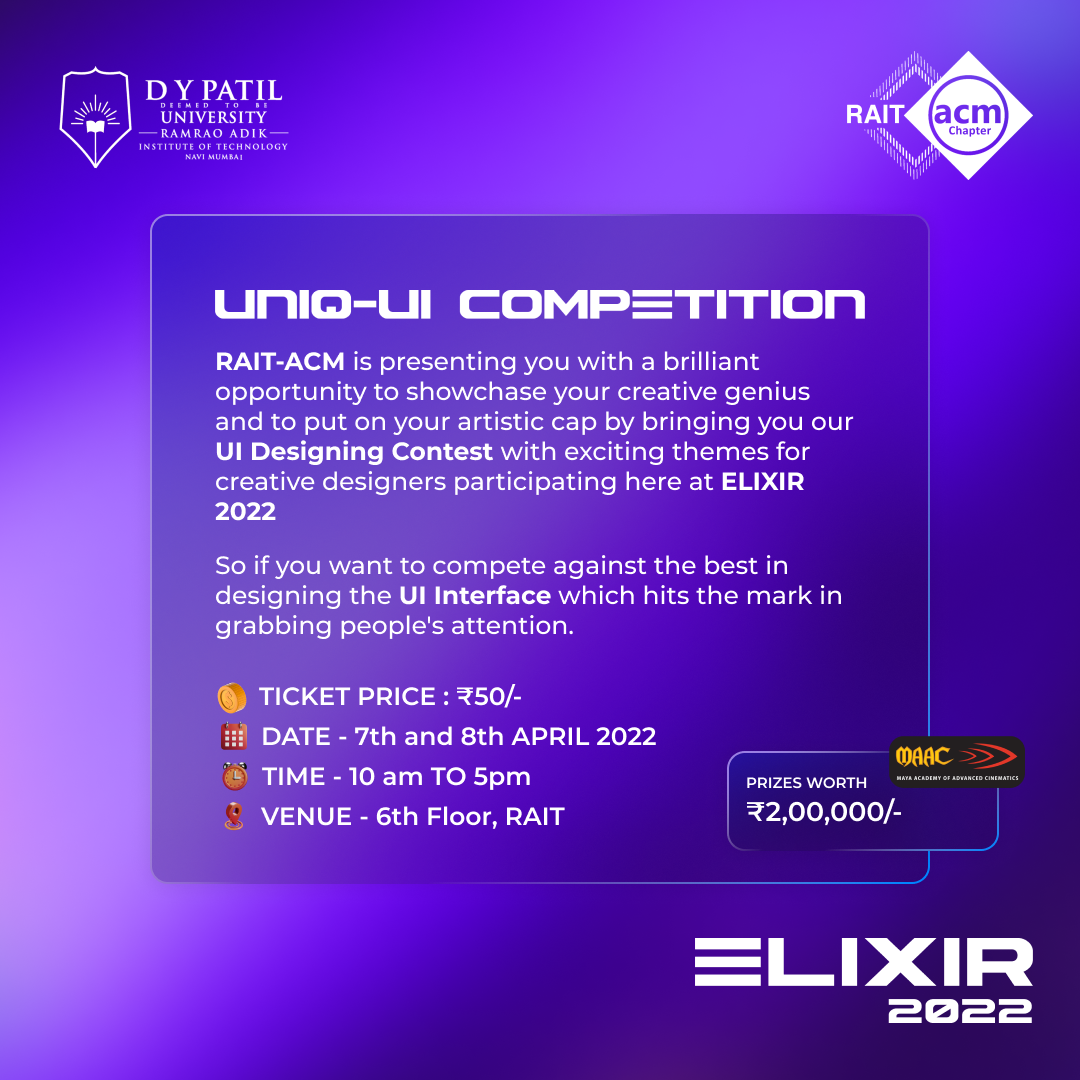 D Y PATIL
DEEMED TO BE
UNIVERSITY
RAMRAO ADIK
INSTITUTE OF TECHNOLOGY
NAVI MUMBAI
RAIT acm
Chapter
UNIQ-UI COMPETITION
RAIT-ACM is presenting you with a brilliant
opportunity to showchase your creative genius
and to put on your artistic cap by bringing you our
UI Designing Contest with exciting themes for
creative designers participating here at ELIXIR
2022
So if you want to compete against the best in
designing the UI Interface which hits the mark in
grabbing people's attention.
TICKET PRICE : ₹50/-
DATE - 7th and 8th APRIL 2022
TIME - 10 am TO 5pm
VENUE - 6th Floor, RAIT
MAAC
MAYA ACADEMY OF ADVANCED CINEMATICS
PRIZES WORTH
₹2,00,000/-
ELIXIR
2022